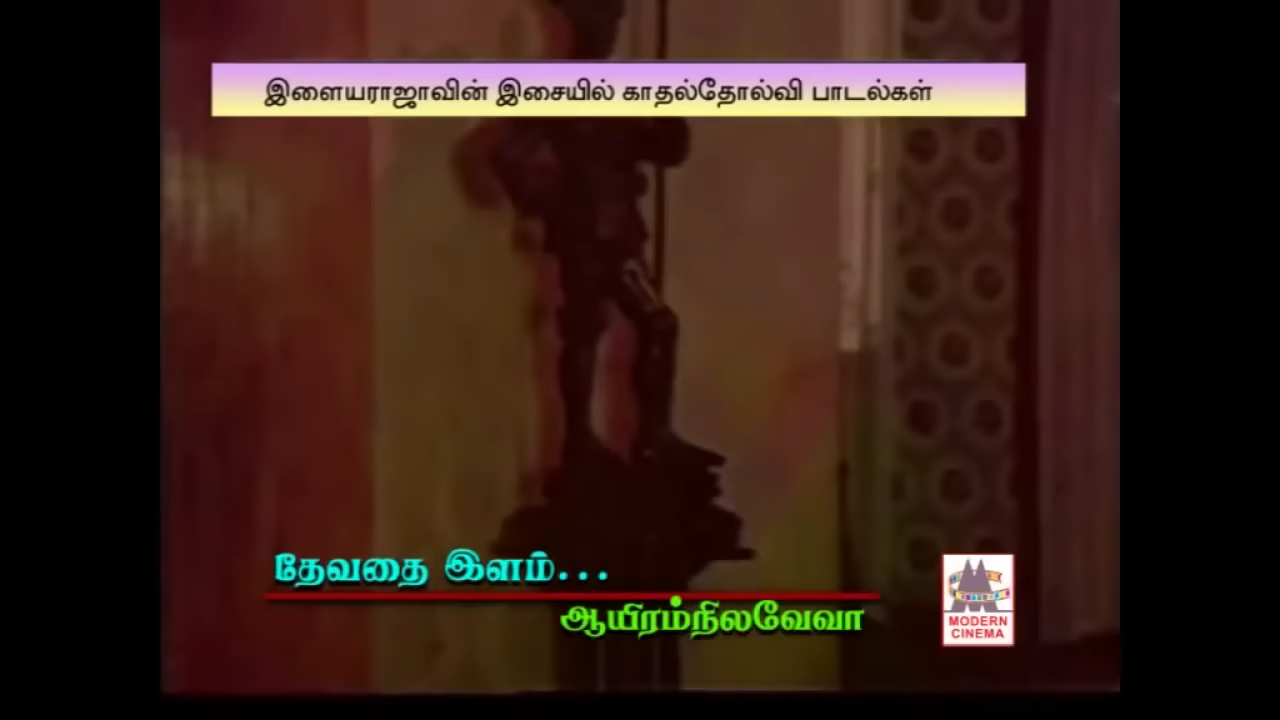 இளையராஜாவின் இசையில் காதல்தோல்வி பாடல்கள்
தேவதை இளம்...
ஆயிரம்நிலவேவா
MODERN
CINEMA